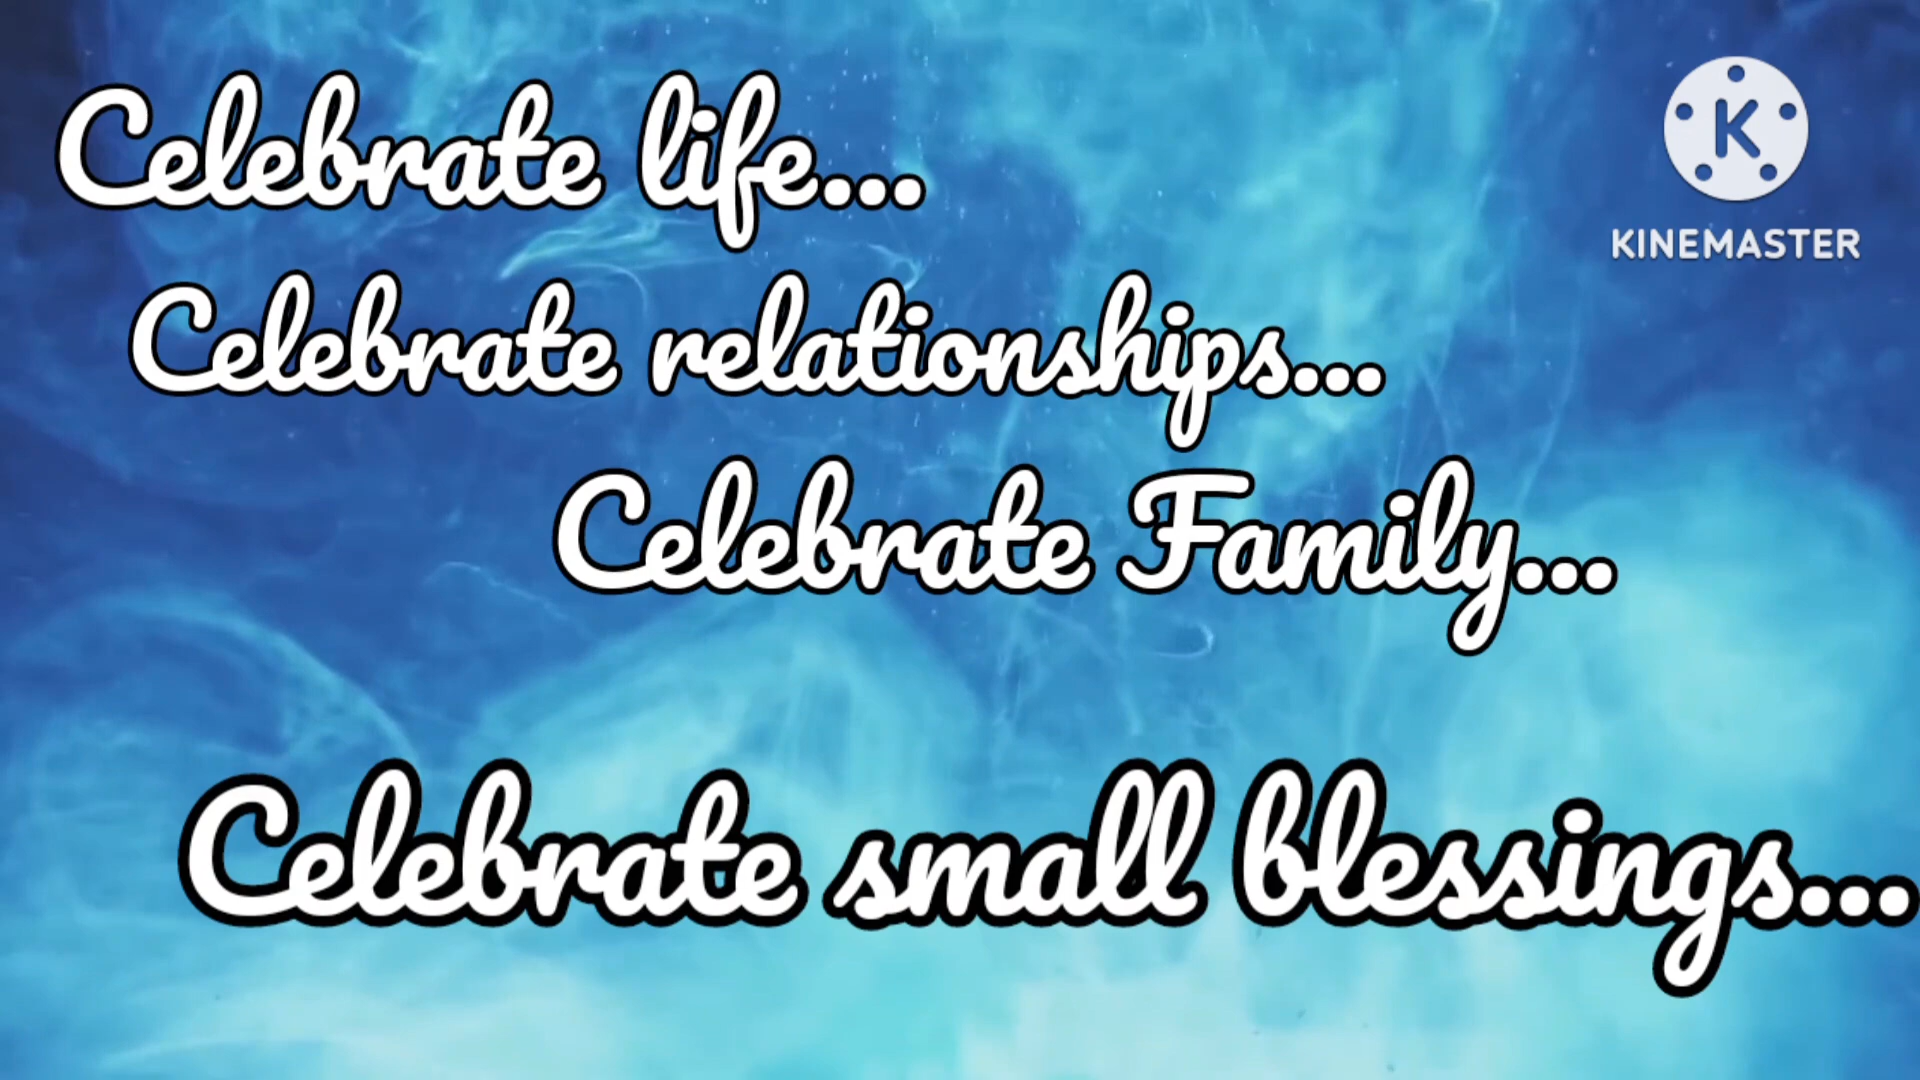 Celebrate life...
K
KINEMASTER
Celebrate relationships...
Celebrate Family...
Celebrate small blessings...